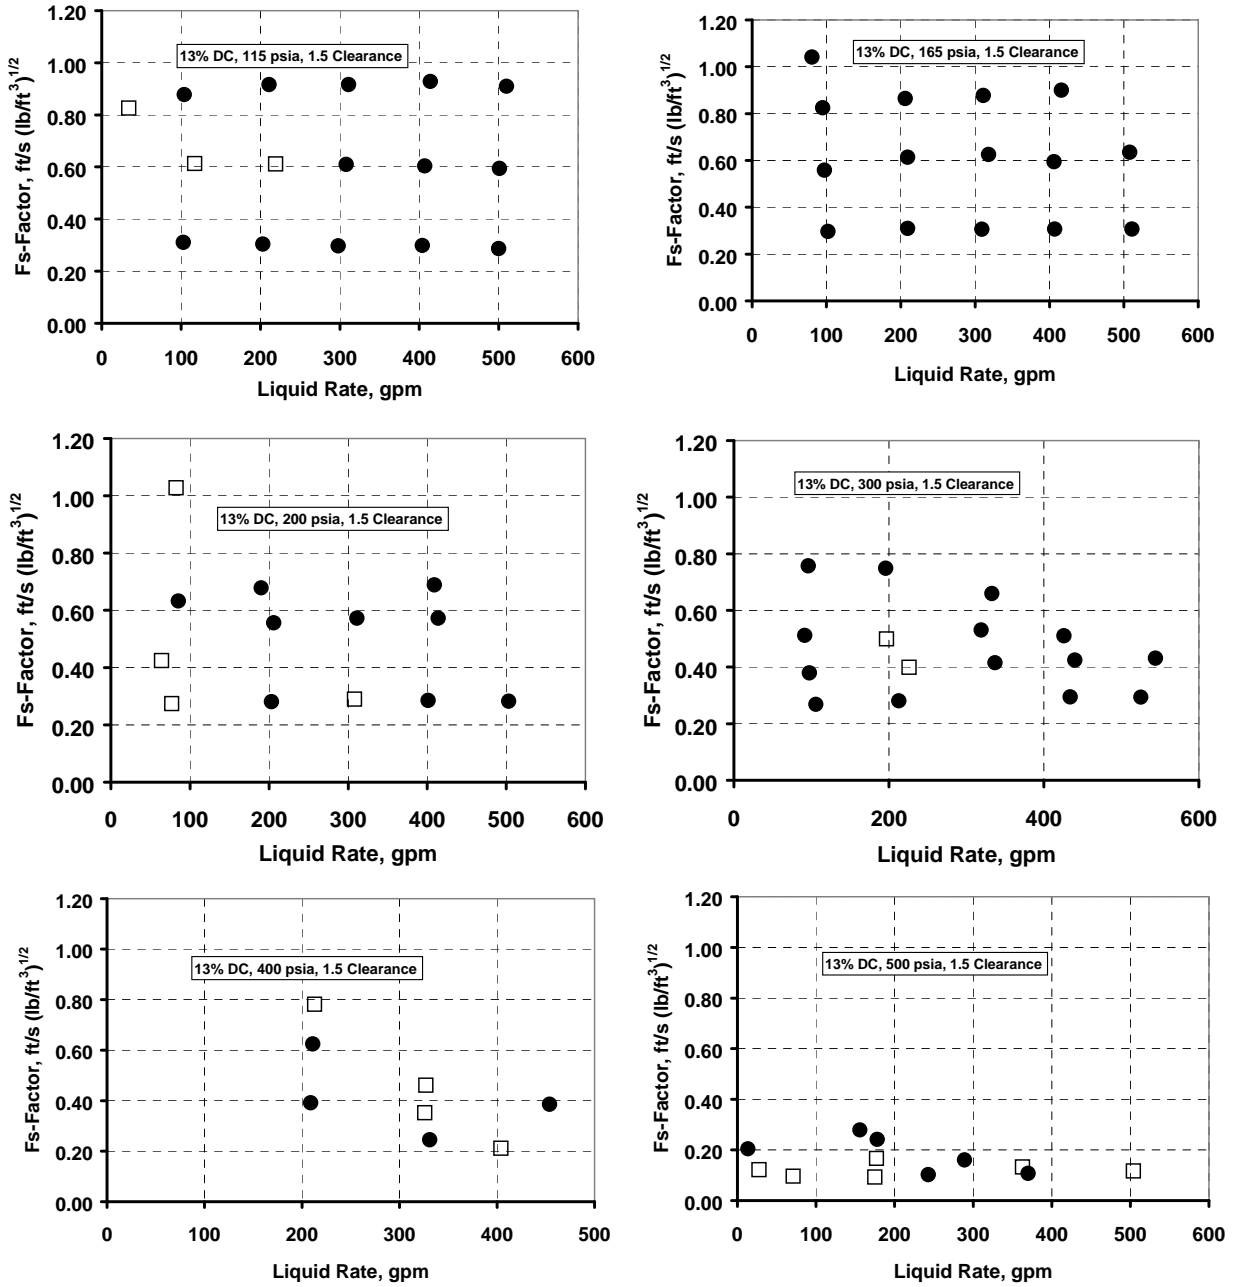 Fs-Factor, ft/s (lb/ft³)¹/²
1.20
1.00
0.80
0.60
0.40
0.20
0.00
13% DC, 115 psia, 1.5 Clearance
0 100 200 300 400 500 600
Liquid Rate, gpm
Fs-Factor, ft/s (lb/ft³)¹/²
1.20
1.00
0.80
0.60
0.40
0.20
0.00
13% DC, 165 psia, 1.5 Clearance
0 100 200 300 400 500 600
Liquid Rate, gpm
Fs-Factor, ft/s (lb/ft³)¹/²
1.20
1.00
0.80
0.60
0.40
0.20
0.00
13% DC, 200 psia, 1.5 Clearance
0 100 200 300 400 500 600
Liquid Rate, gpm
Fs-Factor, ft/s (lb/ft³)¹/²
1.20
1.00
0.80
0.60
0.40
0.20
0.00
13% DC, 300 psia, 1.5 Clearance
0 200 400 600
Liquid Rate, gpm
Fs-Factor, ft/s (lb/ft³)¹/²
1.20
1.00
0.80
0.60
0.40
0.20
0.00
13% DC, 400 psia, 1.5 Clearance
0 100 200 300 400 500
Liquid Rate, gpm
Fs-Factor, ft/s (lb/ft³)¹/²
1.20
1.00
0.80
0.60
0.40
0.20
0.00
13% DC, 500 psia, 1.5 Clearance
0 100 200 300 400 500 600
Liquid Rate, gpm